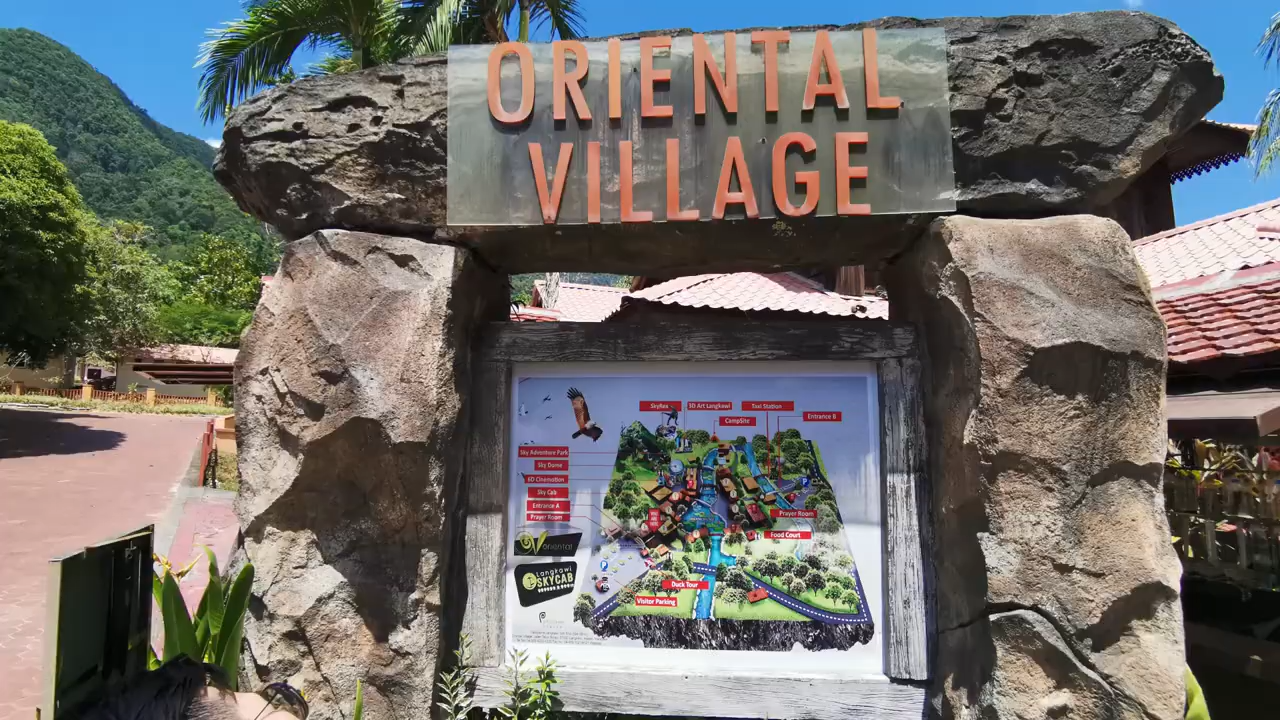 ORIENTAL
VILLAGE
SkyRex
3D Art Langkawi
Taxi Station
CampSite
Entrance B
Sky Adventure Park
Sky Dome
6D Cinemotion
Sky Cab
Entrance A
Prayer Room
Prayer Room
Food Court
oriental
Langkawi
SKYCAB
Duck Tour
Visitor Parking